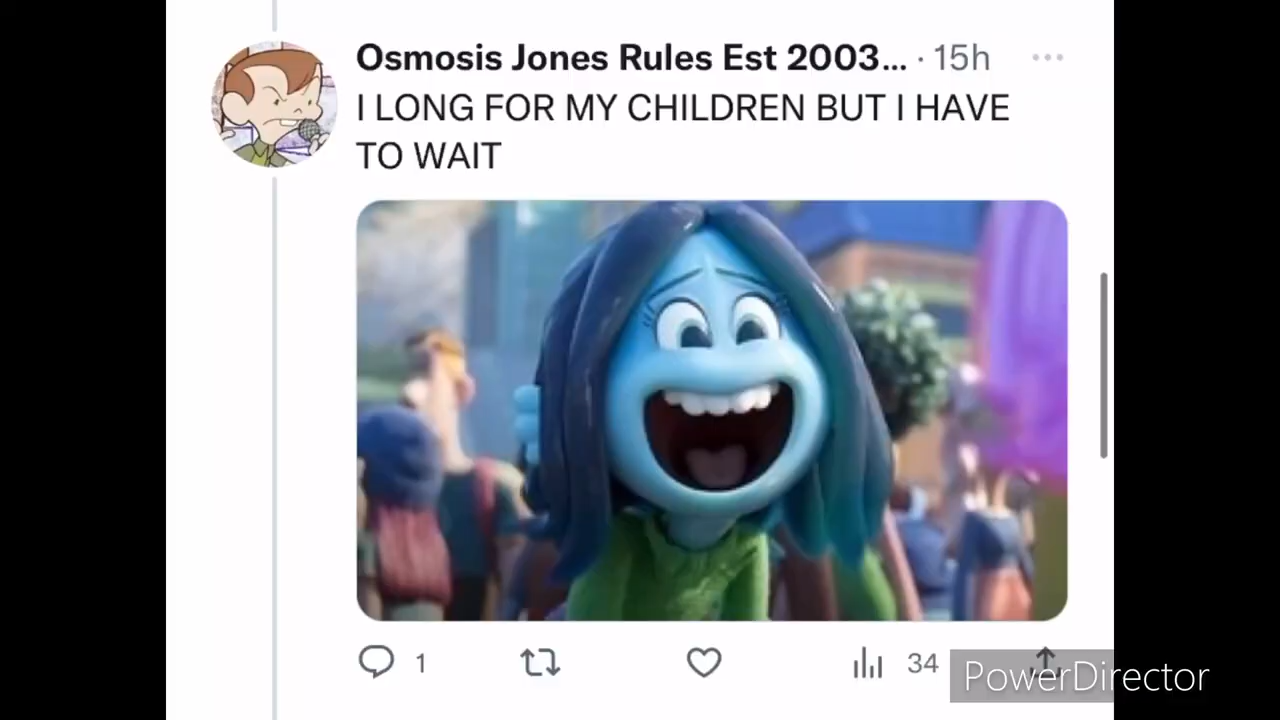 Osmosis Jones Rules Est 2003... · 15h
I LONG FOR MY CHILDREN BUT I HAVE
TO WAIT
1
34
PowerDirector